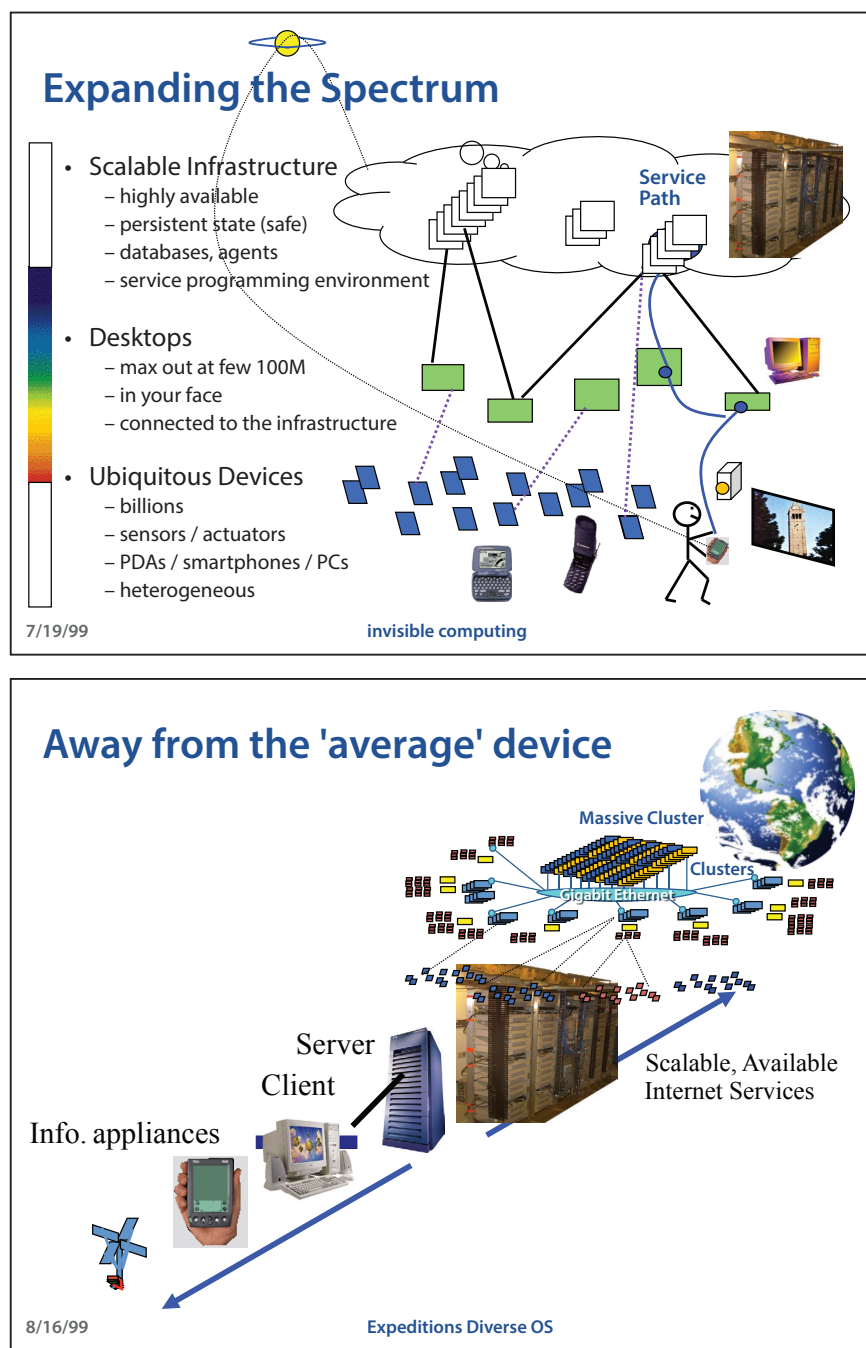 Expanding the Spectrum
• Scalable Infrastructure
– highly available
– persistent state (safe)
– databases, agents
– service programming environment
• Desktops
– max out at few 100M
– in your face
– connected to the infrastructure
• Ubiquitous Devices
– billions
– sensors / actuators
– PDAs / smartphones / PCs
– heterogeneous
Service
Path
7/19/99
invisible computing
Away from the 'average' device
Massive Cluster
Clusters
Gigabit Ethernet
Server
Client
Info. appliances
Scalable, Available
Internet Services
8/16/99
Expeditions Diverse OS